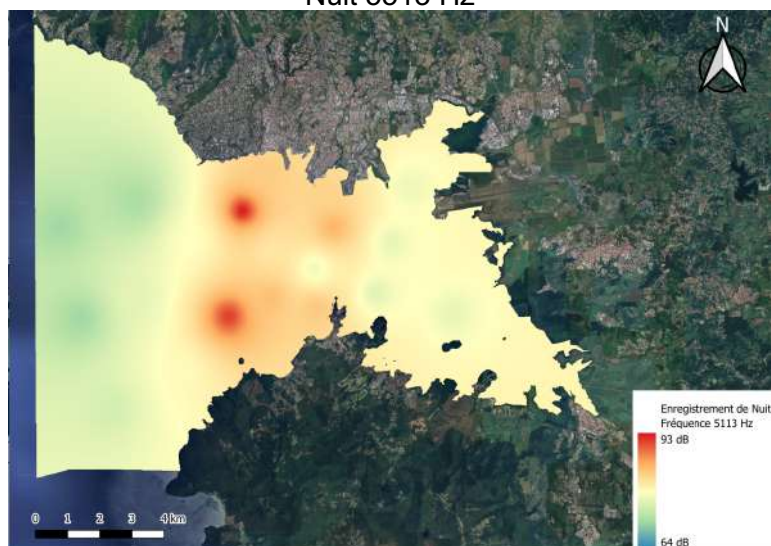 N
Enregistrement de Nuit
Fréquence 5113 Hz
93 dB
64 dB
0 1 2 3 4 km